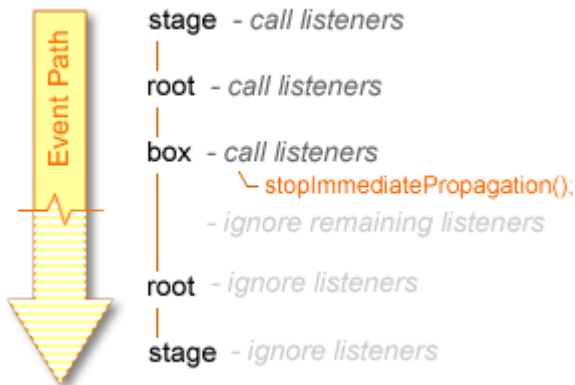 Event Path
stage - call listeners
root - call listeners
box - call listeners
stopImmediatePropagation();
- ignore remaining listeners
root - ignore listeners
stage - ignore listeners